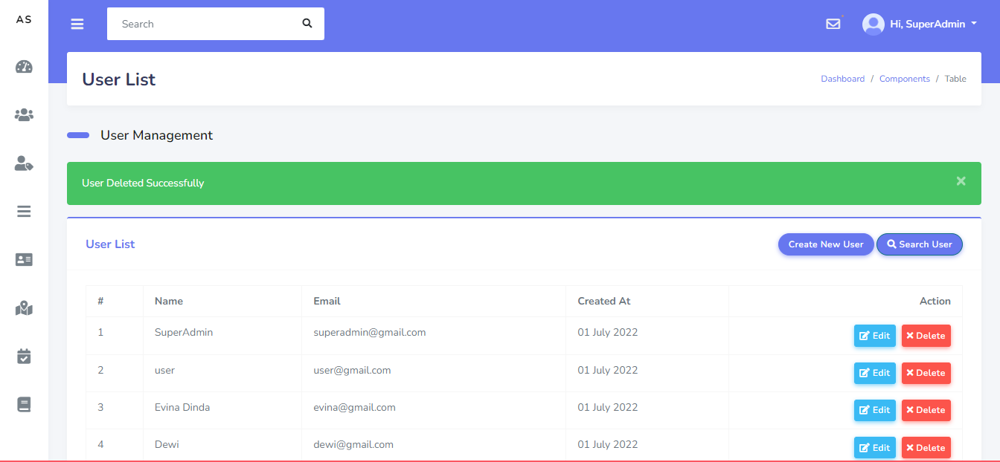 AS
Search
Hi, SuperAdmin
User List
Dashboard / Components / Table
User Management
User Deleted Successfully
User List
Create New User
Search User
# Name Email Created At Action
1 SuperAdmin superadmin@gmail.com 01 July 2022 Edit Delete
2 user user@gmail.com 01 July 2022 Edit Delete
3 Evina Dinda evina@gmail.com 01 July 2022 Edit Delete
4 Dewi dewi@gmail.com 01 July 2022 Edit Delete